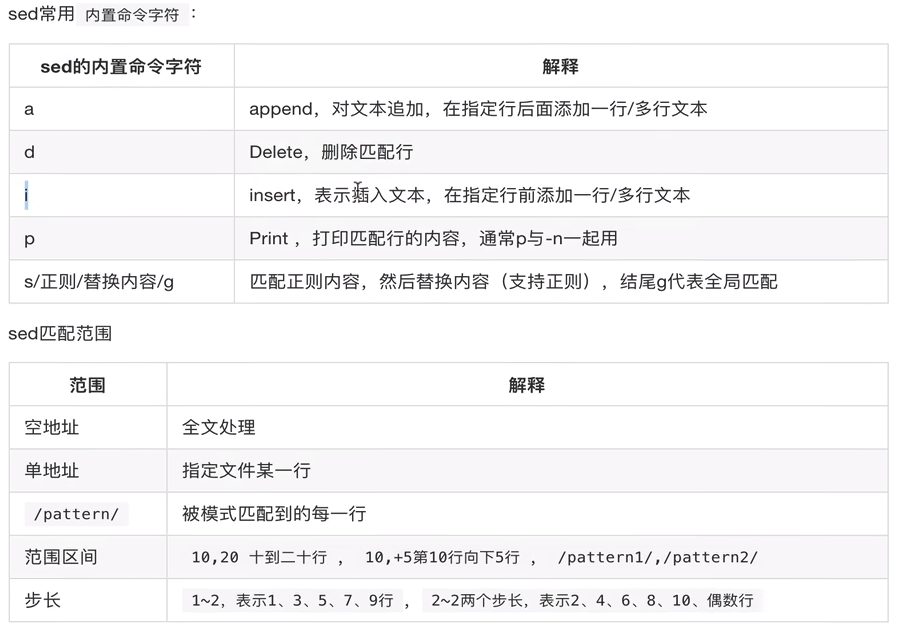 sed常用 内置命令字符 ：
sed的内置命令字符 解释
a append，对文本追加，在指定行后面添加一行/多行文本
d Delete，删除匹配行
i insert，表示插入文本，在指定行前添加一行/多行文本
p Print ，打印匹配行的内容，通常p与-n一起用
s/正则/替换内容/g 匹配正则内容，然后替换内容（支持正则），结尾g代表全局匹配
sed匹配范围
范围 解释
空地址 全文处理
单地址 指定文件某一行
/pattern/ 被模式匹配到的每一行
范围区间 10,20 十到二十行 ， 10,+5第10行向下5行 ， /pattern1/,/pattern2/
步长 1~2，表示1、3、5、7、9行 ， 2~2两个步长，表示2、4、6、8、10、偶数行